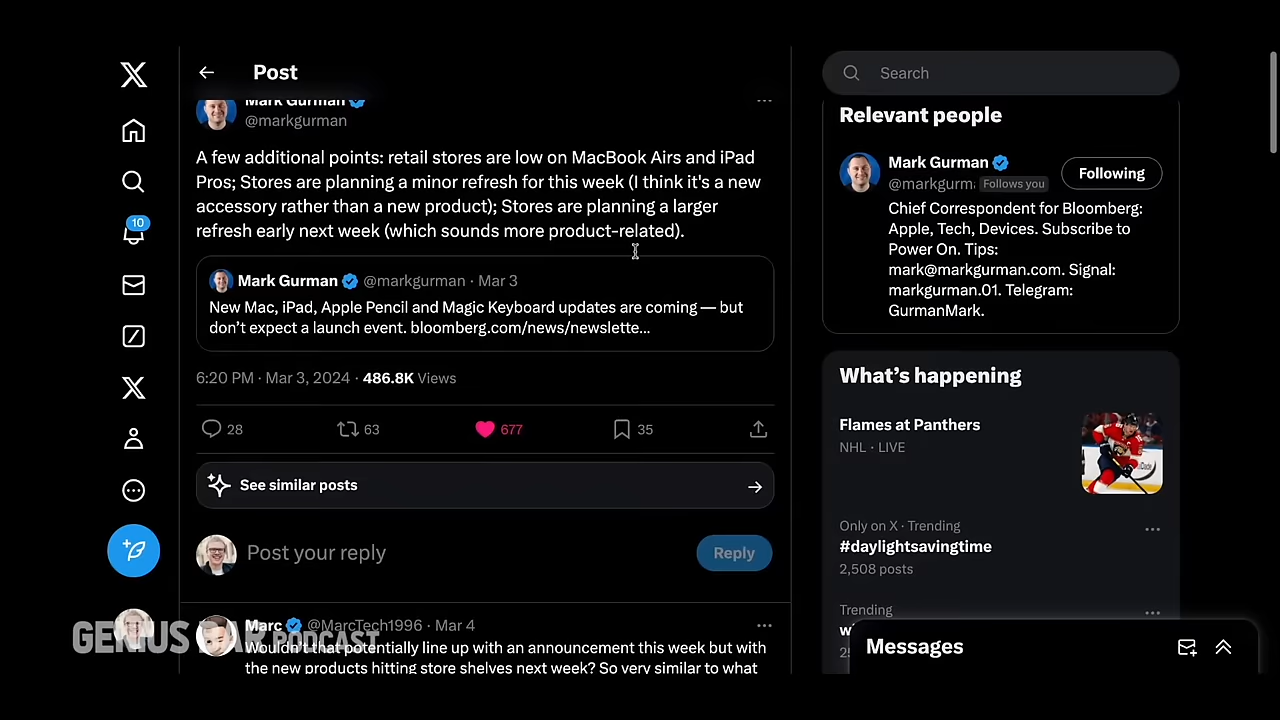 Post
Search
Mark Gurman
@markgurman
A few additional points: retail stores are low on MacBook Airs and iPad
Pros; Stores are planning a minor refresh for this week (I think it's a new
accessory rather than a new product); Stores are planning a larger
refresh early next week (which sounds more product-related).
Mark Gurman @markgurman · Mar 3
New Mac, iPad, Apple Pencil and Magic Keyboard updates are coming — but
don't expect a launch event. bloomberg.com/news/newslette...
6:20 PM · Mar 3, 2024 · 486.8K Views
28 63 677 35
See similar posts
Post your reply
Reply
Marc @MarcTech1996 · Mar 4
Wouldn't that potentially line up with an announcement this week but with
the new products hitting store shelves next week? So very similar to what
10
GENIUS BAR PODCAST
Relevant people
Mark Gurman
@markgurm Follows you
Following
Chief Correspondent for Bloomberg:
Apple, Tech, Devices. Subscribe to
Power On. Tips:
mark@markgurman.com. Signal:
markgurman.01. Telegram:
GurmanMark.
What's happening
Flames at Panthers
NHL · LIVE
Only on X · Trending
#daylightsavingtime
2,508 posts
Trending
Messages